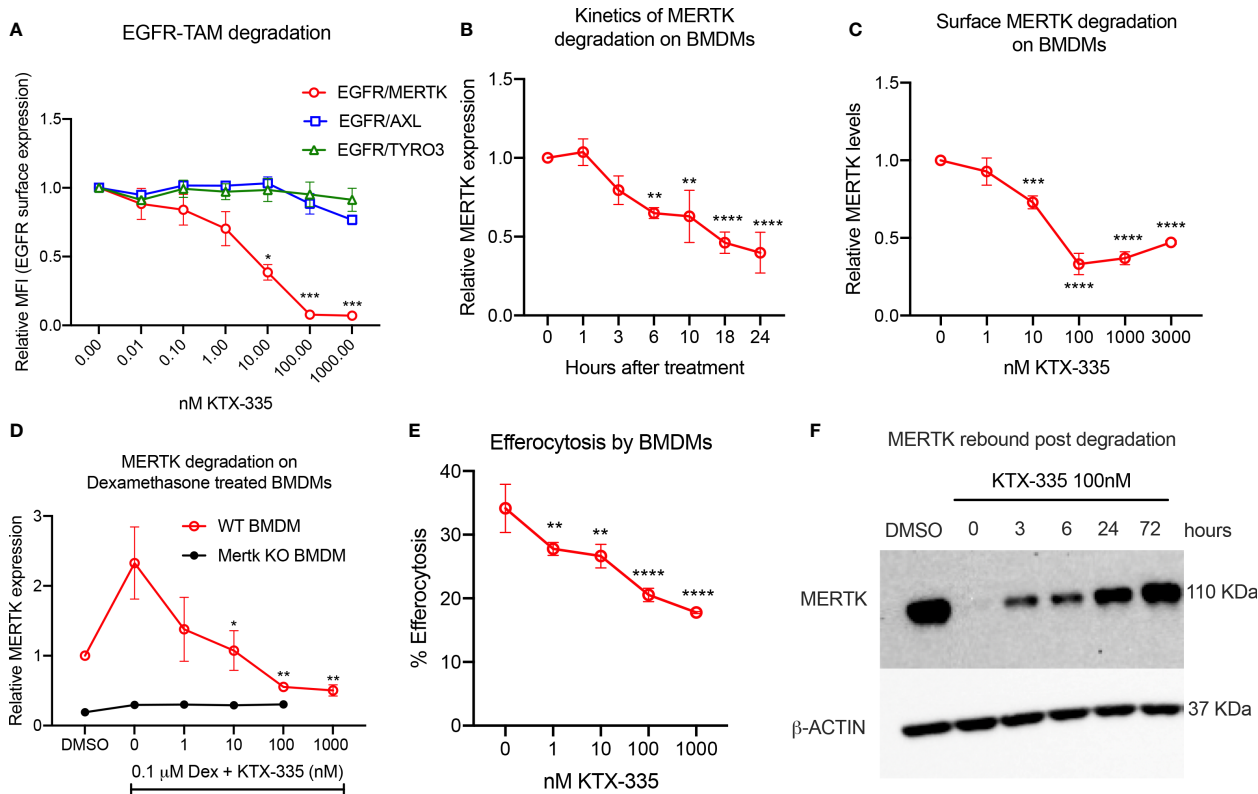 A
EGFR-TAM degradation
Relative MFI (EGFR surface expression)
1.5
1.0
0.5
0.0
EGFR/MERTK
EGFR/AXL
EGFR/TYRO3
*
***
***
0.00
0.01
0.10
1.00
10.00
100.00
1000.00
nM KTX-335
B
Kinetics of MERTK
degradation on BMDMs
Relative MERTK expression
1.5
1.0
0.5
0.0
**
**
****
****
0 1 3 6 10 18 24
Hours after treatment
C
Surface MERTK degradation
on BMDMs
Relative MERTK levels
1.5
1.0
0.5
0.0
***
****
****
****
0 1 10 100 1000 3000
nM KTX-335
D
MERTK degradation on
Dexamethasone treated BMDMs
Relative MERTK expression
3
2
1
0
WT BMDM
Mertk KO BMDM
*
**
**
DMSO 0 1 10 100 1000
0.1 μM Dex + KTX-335 (nM)
E
Efferocytosis by BMDMs
% Efferocytosis
40
30
20
10
0
**
**
****
****
0 1 10 100 1000
nM KTX-335
F
MERTK rebound post degradation
KTX-335 100nM
DMSO 0 3 6 24 72 hours
MERTK
110 KDa
β-ACTIN
37 KDa